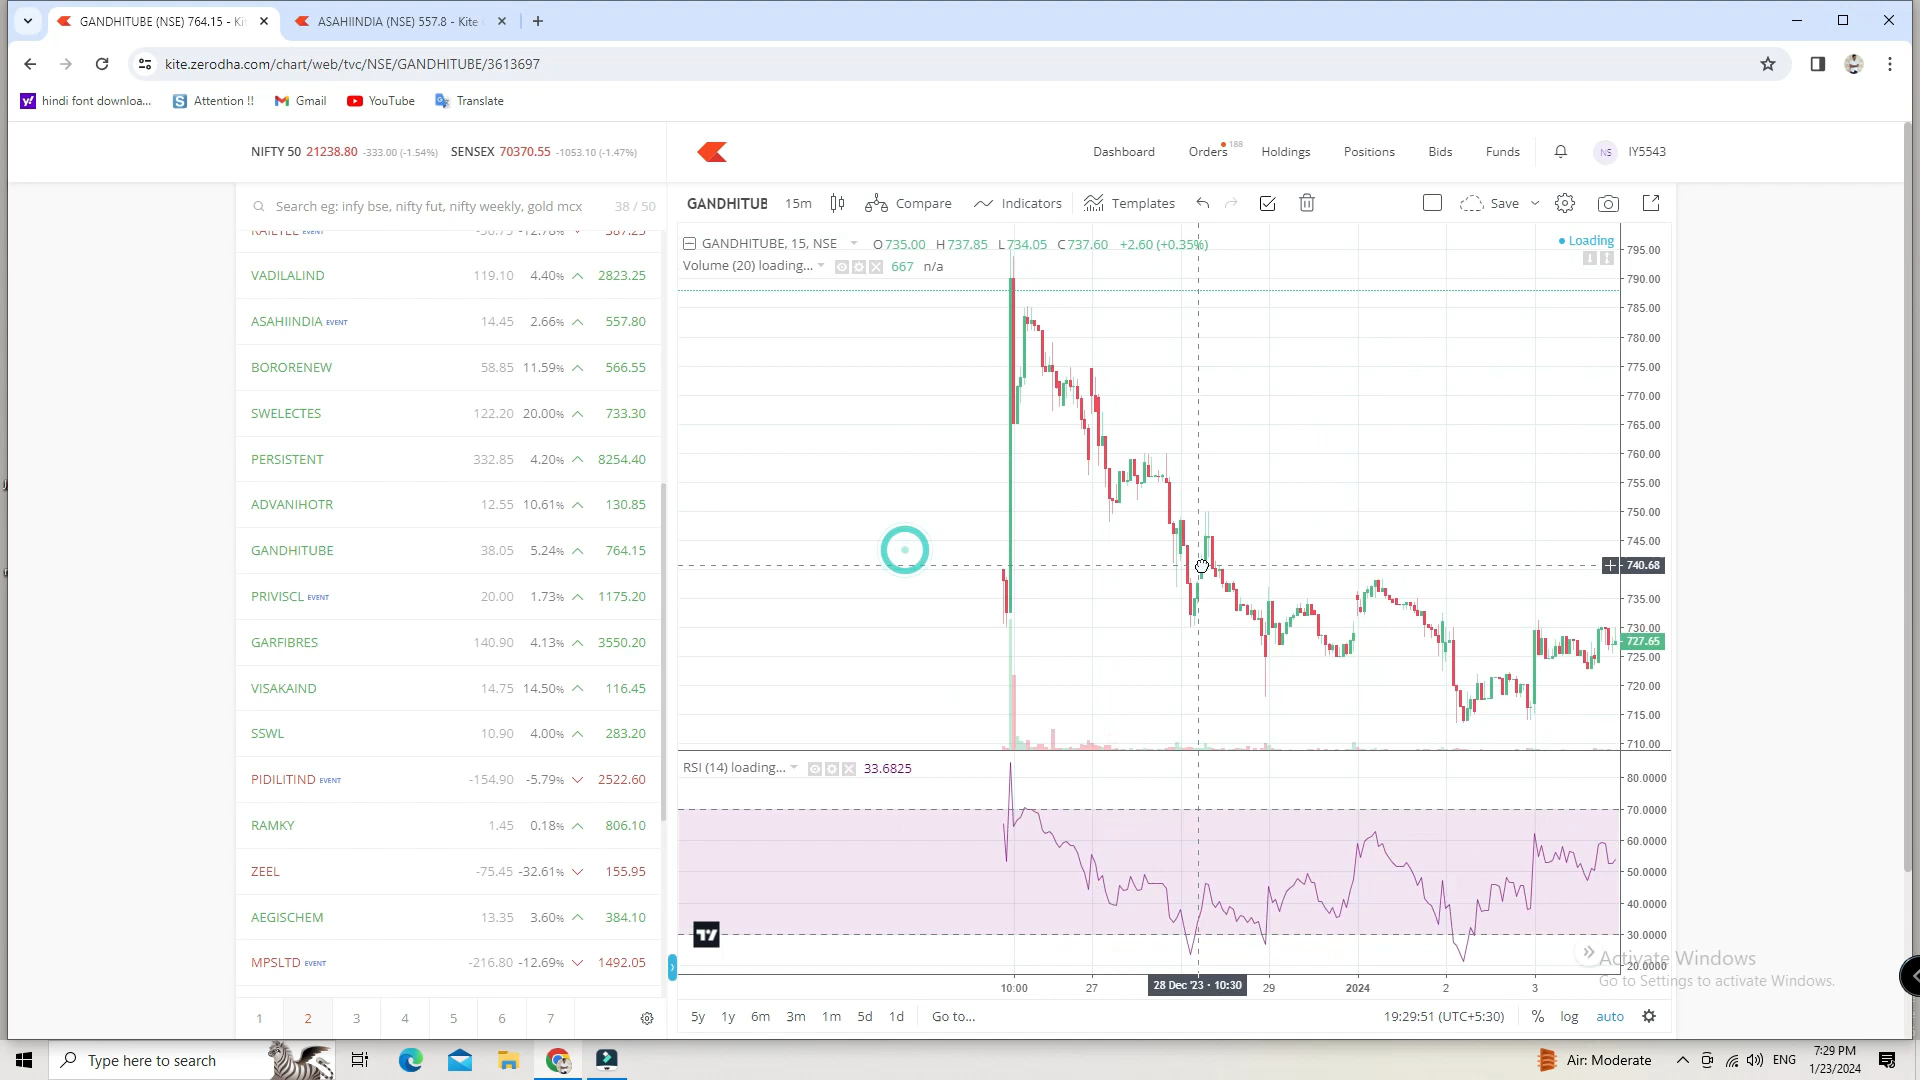 GANDHITUBE (NSE) 764.15 - Ki
ASAHIINDIA (NSE) 557.8 - Kite
kite.zerodha.com/chart/web/tvc/NSE/GANDHITUBE/3613697
hindi font downloa... Attention !! Gmail YouTube Translate
NIFTY 50 21238.80 -333.00 (-1.54%) SENSEX 70370.55 -1053.10 (-1.47%)
Dashboard Orders 188 Holdings Positions Bids Funds NS IY5543
Search eg: infy bse, nifty fut, nifty weekly, gold mcx 38 / 50
RAILTEL EVENT -56.75 -12.78% 387.25
VADILALIND 119.10 4.40% 2823.25
ASAHIINDIA EVENT 14.45 2.66% 557.80
BORORENEW 58.85 11.59% 566.55
SWELECTES 122.20 20.00% 733.30
PERSISTENT 332.85 4.20% 8254.40
ADVANIHOTR 12.55 10.61% 130.85
GANDHITUBE 38.05 5.24% 764.15
PRIVISCL EVENT 20.00 1.73% 1175.20
GARFIBRES 140.90 4.13% 3550.20
VISAKAIND 14.75 14.50% 116.45
SSWL 10.90 4.00% 283.20
PIDILITIND EVENT -154.90 -5.79% 2522.60
RAMKY 1.45 0.18% 806.10
ZEEL -75.45 -32.61% 155.95
AEGISCHEM 13.35 3.60% 384.10
MPSLTD EVENT -216.80 -12.69% 1492.05
1 2 3 4 5 6 7
GANDHITUB 15m Compare Indicators Templates Save
GANDHITUBE, 15, NSE O735.00 H737.85 L734.05 C737.60 +2.60 (+0.35%)
Loading
Volume (20) loading... 667 n/a
795.00
790.00
785.00
780.00
775.00
770.00
765.00
760.00
755.00
750.00
745.00
740.68
735.00
730.00
727.65
725.00
720.00
715.00
710.00
RSI (14) loading... 33.6825
80.0000
70.0000
60.0000
50.0000
40.0000
30.0000
20.0000
Activate Windows
Go to Settings to activate Windows.
10:00 27 28 Dec '23 · 10:30 29 2024 2 3
5y 1y 6m 3m 1m 5d 1d Go to... 19:29:51 (UTC+5:30) % log auto
Type here to search
Air: Moderate ENG
7:29 PM
1/23/2024